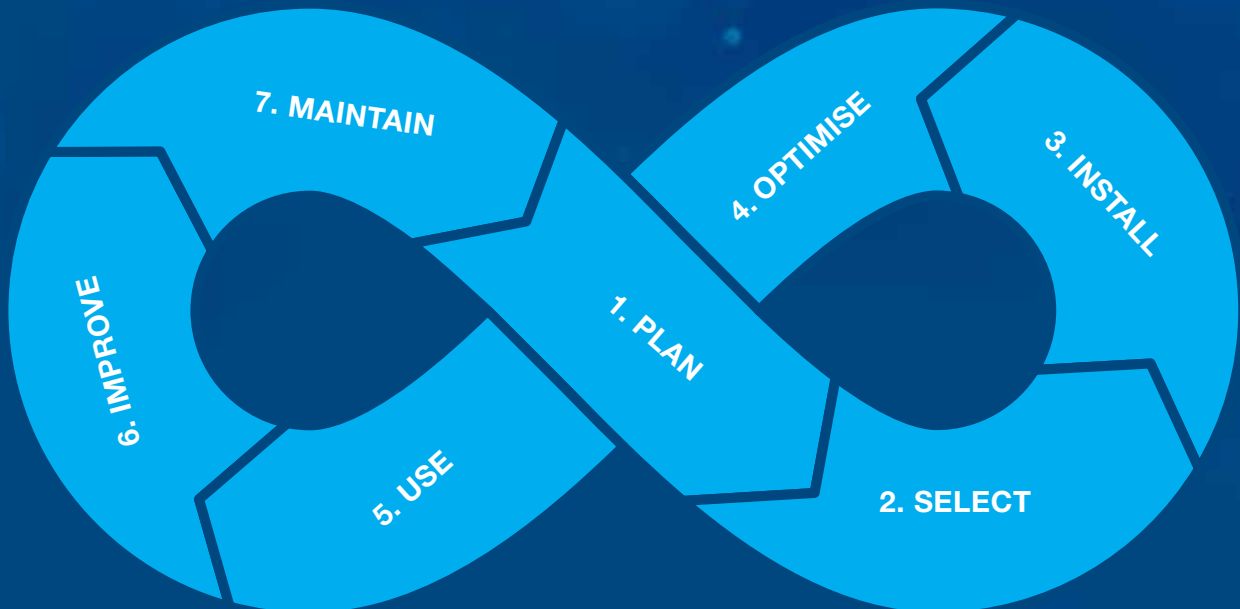 1. PLAN
2. SELECT
3. INSTALL
4. OPTIMISE
5. USE
6. IMPROVE
7. MAINTAIN